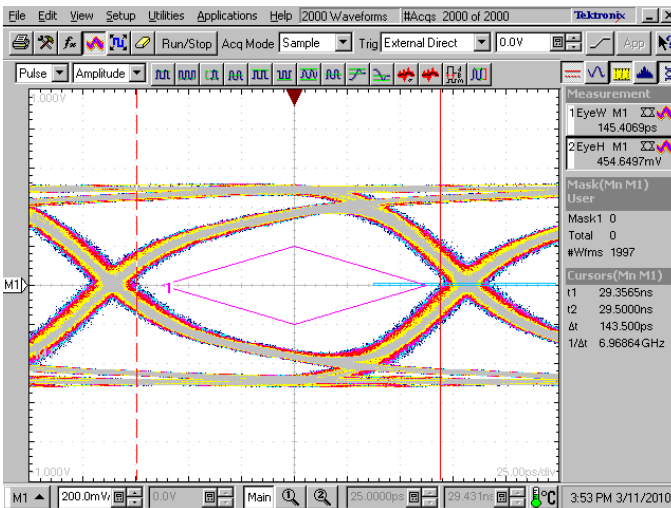 File Edit View Setup Utilities Applications Help 2000 Waveforms #Acqs 2000 of 2000 Tektronix
Run/Stop Acq Mode Sample Trig External Direct 0.0V App
Pulse Amplitude
1.000V
Measurement
1 EyeW M1
145.4069ps
2 EyeH M1
454.6497mV
Mask(Mn M1)
User
Mask1 0
Total 0
#Wfms 1997
M1
1
Cursors(Mn M1)
t1 29.3565ns
t2 29.5000ns
Δt 143.500ps
1/Δt 6.96864GHz
-1.000V
25.00ps/div
M1 200.0mV/ 0.0V Main 25.0000ps 29.431ns °C 3:53 PM 3/11/2010